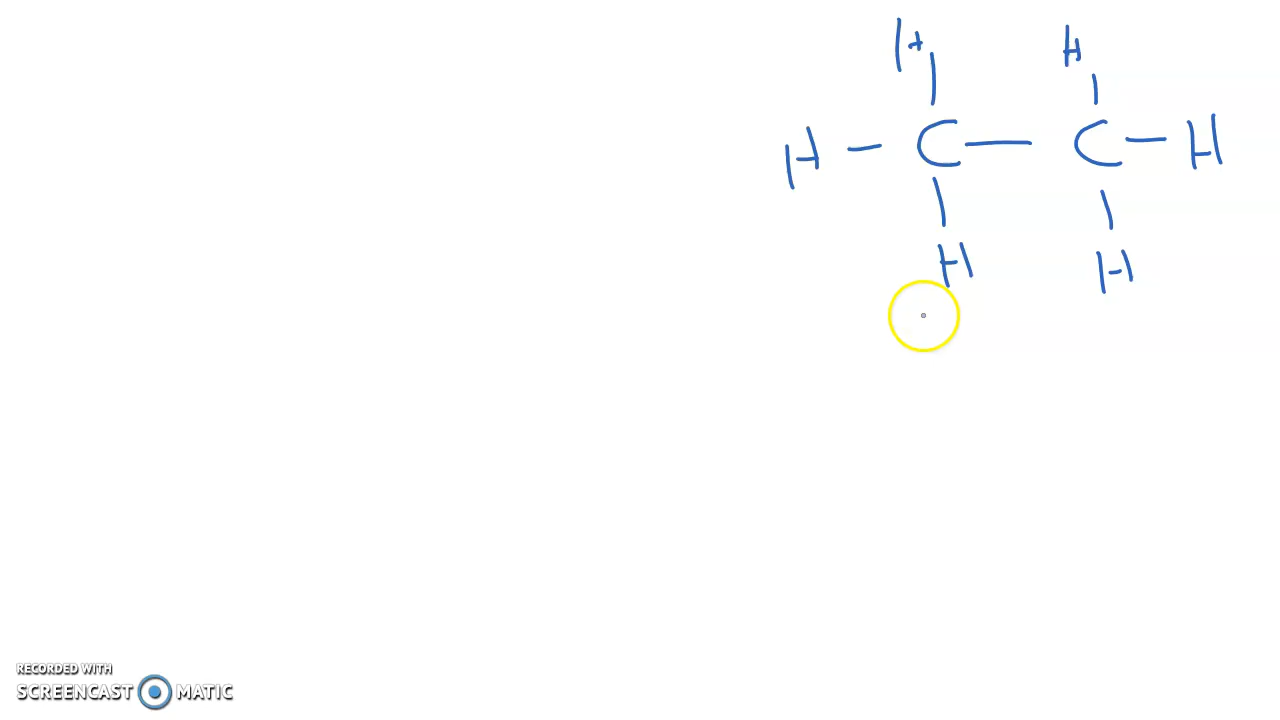 H H
H - C - C - H
H H
RECORDED WITH
SCREENCAST MATIC